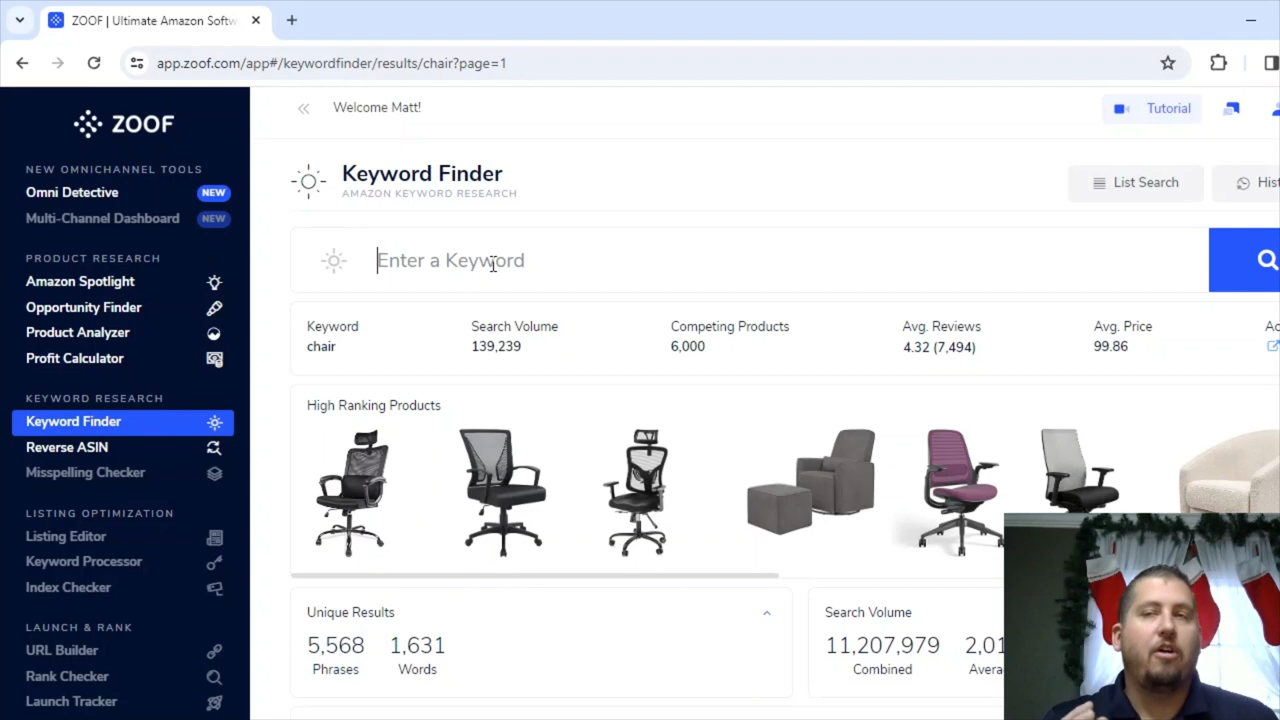 ZOOF | Ultimate Amazon Softw
app.zoof.com/app#/keywordfinder/results/chair?page=1
ZOOF
Welcome Matt!
Tutorial
NEW OMNICHANNEL TOOLS
Omni Detective NEW
Multi-Channel Dashboard NEW
PRODUCT RESEARCH
Amazon Spotlight
Opportunity Finder
Product Analyzer
Profit Calculator
KEYWORD RESEARCH
Keyword Finder
Reverse ASIN
Misspelling Checker
LISTING OPTIMIZATION
Listing Editor
Keyword Processor
Index Checker
LAUNCH & RANK
URL Builder
Rank Checker
Launch Tracker
Keyword Finder
AMAZON KEYWORD RESEARCH
List Search
Hist
Enter a Keyword
Keyword Search Volume Competing Products Avg. Reviews Avg. Price Ac
chair 139,239 6,000 4.32 (7,494) 99.86
High Ranking Products
Unique Results
5,568 1,631
Phrases Words
Search Volume
11,207,979 2,01
Combined Avera